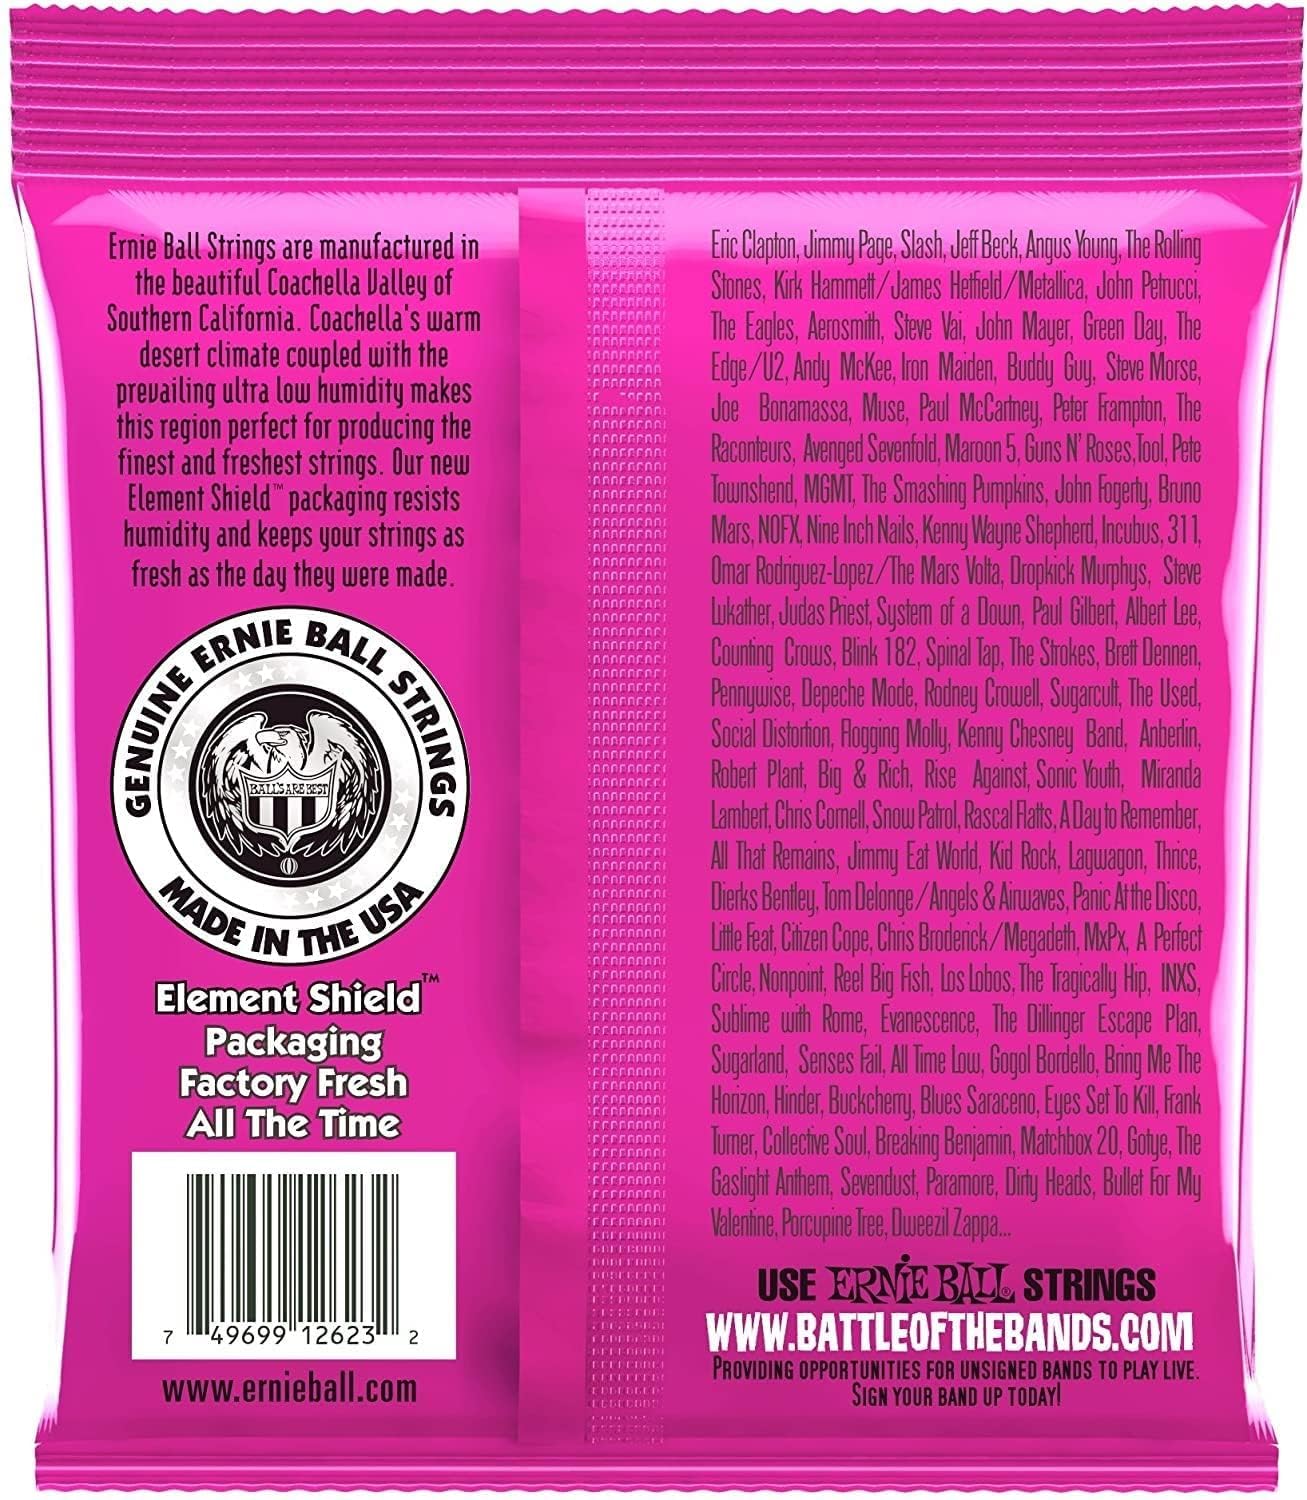 Ernie Ball Strings are manufactured in
the beautiful Coachella Valley of
Southern California. Coachella's warm
desert climate coupled with the
prevailing ultra low humidity makes
this region perfect for producing the
finest and freshest strings. Our new
Element Shield™ packaging resists
humidity and keeps your strings as
fresh as the day they were made.
GENUINE ERNIE BALL STRINGS
BALLS ARE BEST
MADE IN THE USA
Element Shield™
Packaging
Factory Fresh
All The Time
7 49699 12623 2
www.ernieball.com
Eric Clapton, Jimmy Page, Slash, Jeff Beck, Angus Young, The Rolling
Stones, Kirk Hammett/James Hetfield/Metallica, John Petrucci,
The Eagles, Aerosmith, Steve Vai, John Mayer, Green Day, The
Edge/U2, Andy McKee, Iron Maiden, Buddy Guy, Steve Morse,
Joe Bonamassa, Muse, Paul McCartney, Peter Frampton, The
Raconteurs, Avenged Sevenfold, Maroon 5, Guns N' Roses, Tool, Pete
Townshend, MGMT, The Smashing Pumpkins, John Fogerty, Bruno
Mars, NOFX, Nine Inch Nails, Kenny Wayne Shepherd, Incubus, 311,
Omar Rodriguez-Lopez/The Mars Volta, Dropkick Murphys, Steve
Lukather, Judas Priest, System of a Down, Paul Gilbert, Albert Lee,
Counting Crows, Blink 182, Spinal Tap, The Strokes, Brett Dennen,
Pennywise, Depeche Mode, Rodney Crowell, Sugarcult, The Used,
Social Distortion, Flogging Molly, Kenny Chesney Band, Anberlin,
Robert Plant, Big & Rich, Rise Against, Sonic Youth, Miranda
Lambert, Chris Cornell, Snow Patrol, Rascal Flatts, A Day to Remember,
All That Remains, Jimmy Eat World, Kid Rock, Lagwagon, Thrice,
Dierks Bentley, Tom Delonge/Angels & Airwaves, Panic At the Disco,
Little Feat, Citizen Cope, Chris Broderick/Megadeth, MxPx, A Perfect
Circle, Nonpoint, Reel Big Fish, Los Lobos, The Tragically Hip, INXS,
Sublime with Rome, Evanescence, The Dillinger Escape Plan,
Sugarland, Senses Fail, All Time Low, Gogol Bordello, Bring Me The
Horizon, Hinder, Buckcherry, Blues Saraceno, Eyes Set To Kill, Frank
Turner, Collective Soul, Breaking Benjamin, Matchbox 20, Gotye, The
Gaslight Anthem, Sevendust, Paramore, Dirty Heads, Bullet For My
Valentine, Porcupine Tree, Dweezil Zappa...
USE ERNIE BALL® STRINGS
WWW.BATTLEOFTHEBANDS.COM
PROVIDING OPPORTUNITIES FOR UNSIGNED BANDS TO PLAY LIVE.
SIGN YOUR BAND UP TODAY!